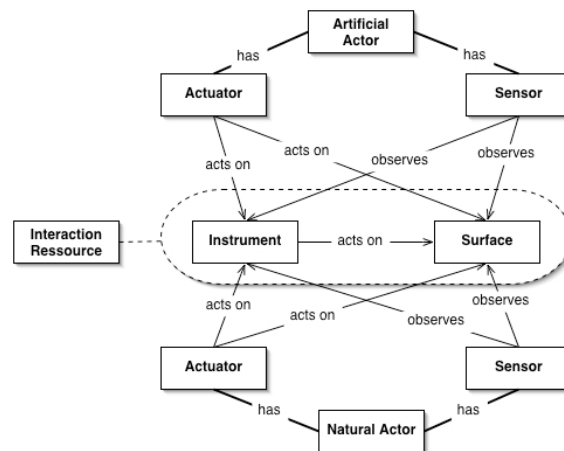 Artificial
Actor
has
has
Actuator
Sensor
acts on
observes
acts on
observes
Interaction
Ressource
Instrument
acts on
Surface
acts on
observes
acts on
observes
Actuator
Sensor
has
has
Natural Actor